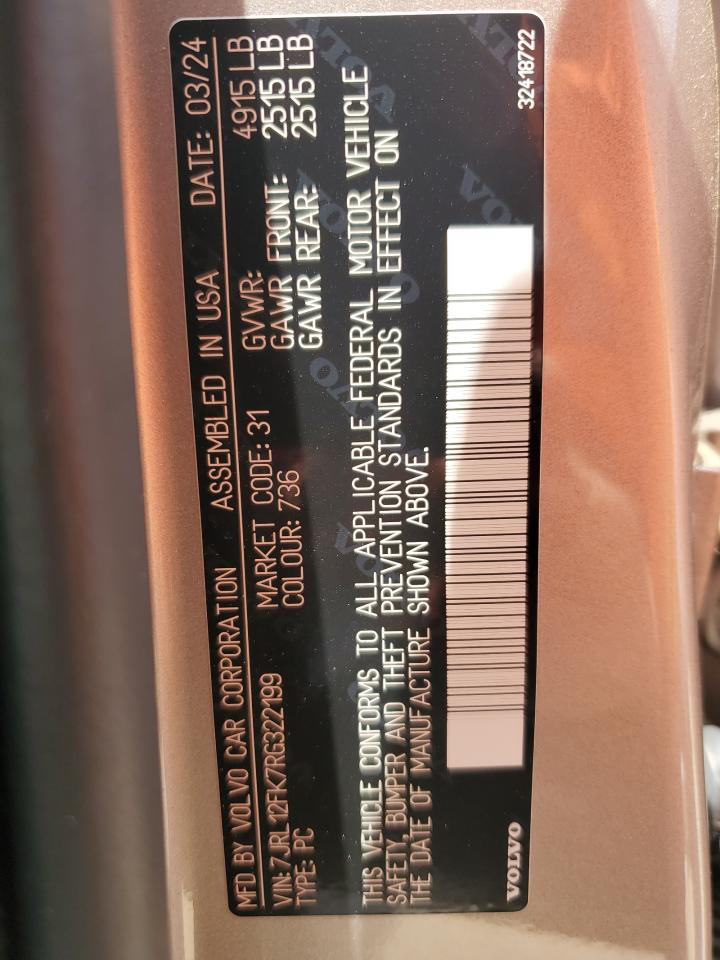 MFD BY VOLVO CAR CORPORATION ASSEMBLED IN USA DATE: 03/24
VIN: 7JRL12FK7RG322199 MARKET CODE: 31 GVWR: 4915 LB
TYPE: PC COLOUR: 736 GAWR FRONT: 2515 LB
GAWR REAR: 2515 LB
THIS VEHICLE CONFORMS TO ALL APPLICABLE FEDERAL MOTOR VEHICLE
SAFETY, BUMPER AND THEFT PREVENTION STANDARDS IN EFFECT ON
THE DATE OF MANUFACTURE SHOWN ABOVE.
VOLVO 32418722